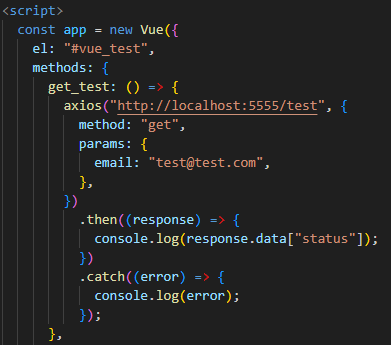 <script>
const app = new Vue({
el: "#vue_test",
methods: {
get_test: () => {
axios("http://localhost:5555/test", {
method: "get",
params: {
email: "test@test.com",
},
})
.then((response) => {
console.log(response.data["status"]);
})
.catch((error) => {
console.log(error);
});
},